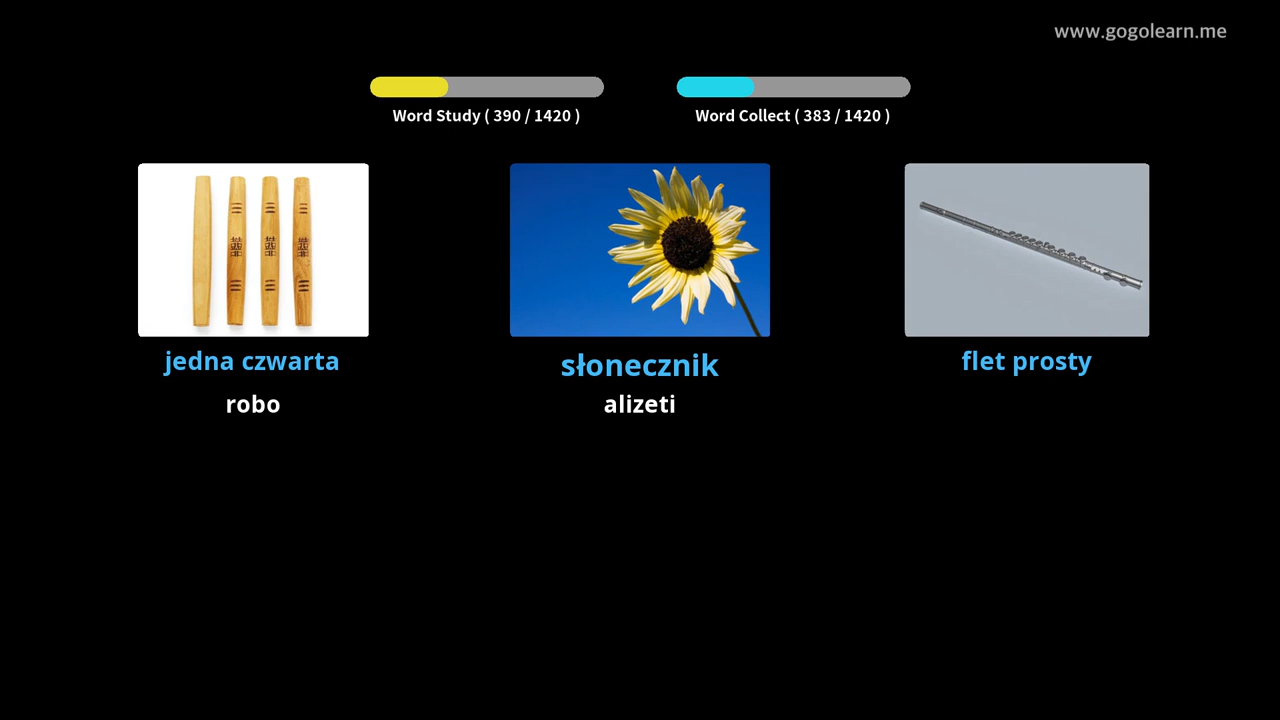 www.gogolearn.me
Word Study ( 390 / 1420 )
Word Collect ( 383 / 1420 )
jedna czwarta
słonecznik
flet prosty
robo
alizeti